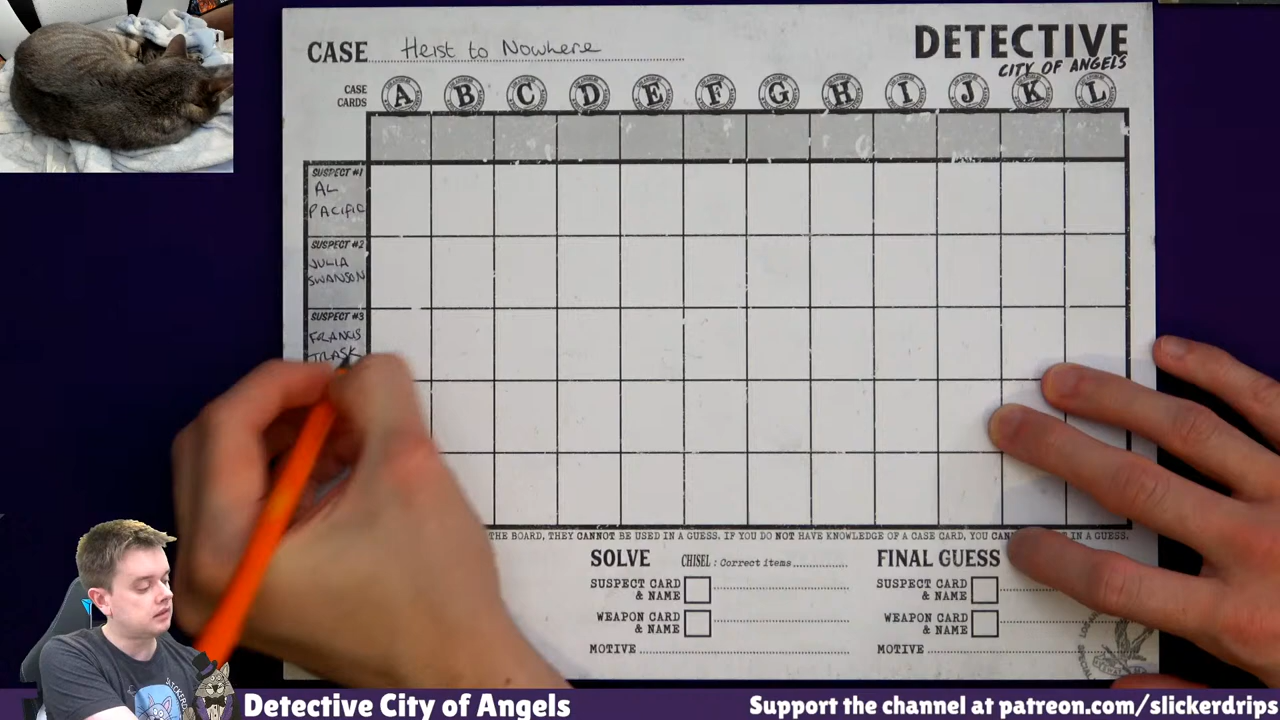 CASE Heist to Nowhere
DETECTIVE
CITY OF ANGELS
CASE
CARDS
A B C D E F G H I J K L
SUSPECT #1
AL
PACIFIC
SUSPECT #2
JULIA
SWANSON
SUSPECT #3
FRANCIS
TRASK
THE BOARD, THEY CANNOT BE USED IN A GUESS. IF YOU DO NOT HAVE KNOWLEDGE OF A CASE CARD, YOU IN A GUESS.
SOLVE CHISEL: Correct items
SUSPECT CARD
& NAME
WEAPON CARD
& NAME
MOTIVE
FINAL GUESS
SUSPECT CARD
& NAME
WEAPON CARD
& NAME
MOTIVE
Detective City of Angels
Support the channel at patreon.com/slickerdrips